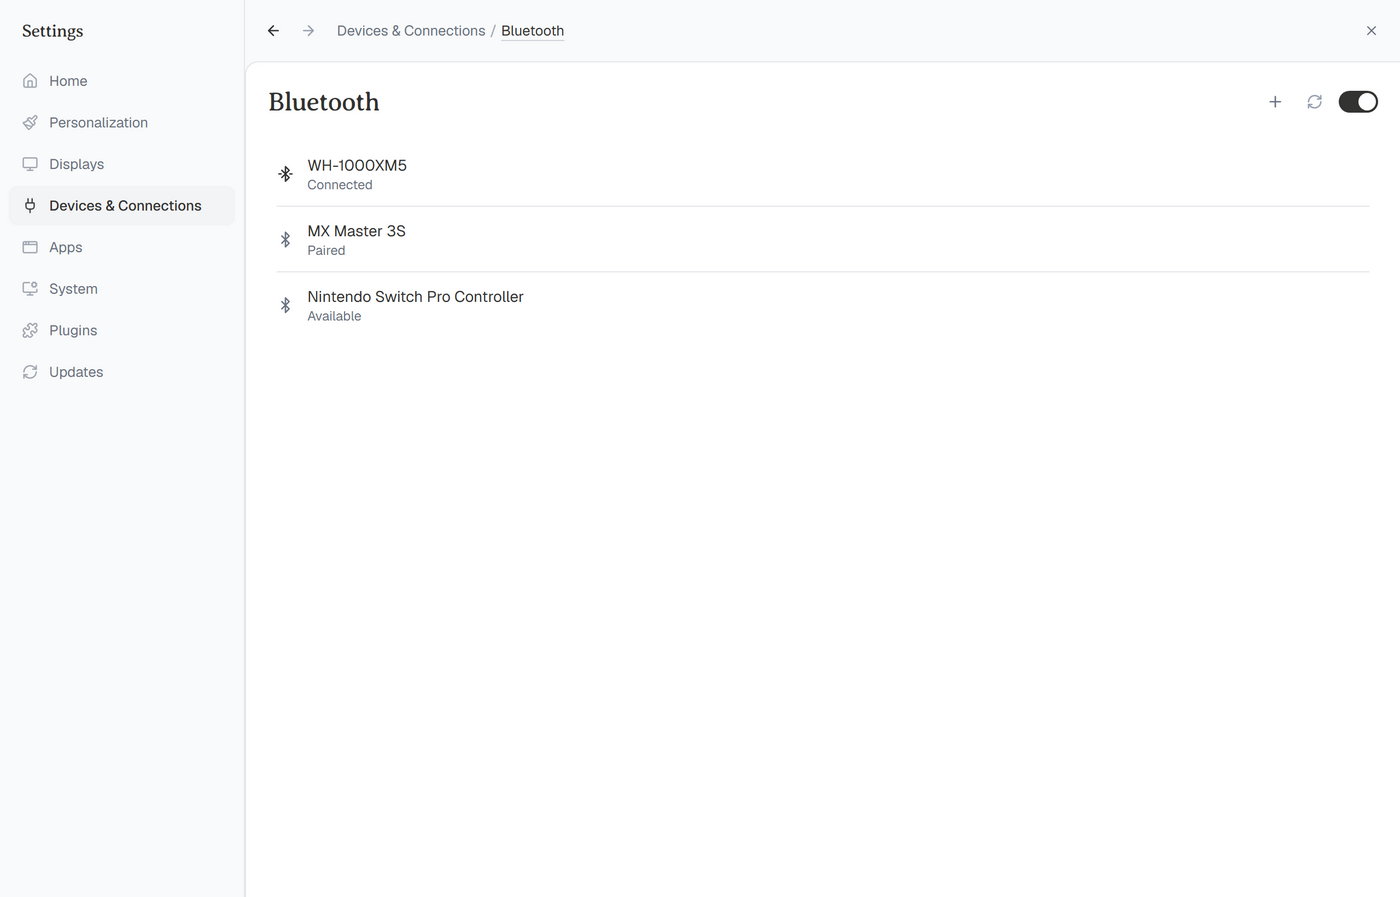 Settings
Home
Personalization
Displays
Devices & Connections
Apps
System
Plugins
Updates
Devices & Connections / Bluetooth
Bluetooth
WH-1000XM5
Connected
MX Master 3S
Paired
Nintendo Switch Pro Controller
Available